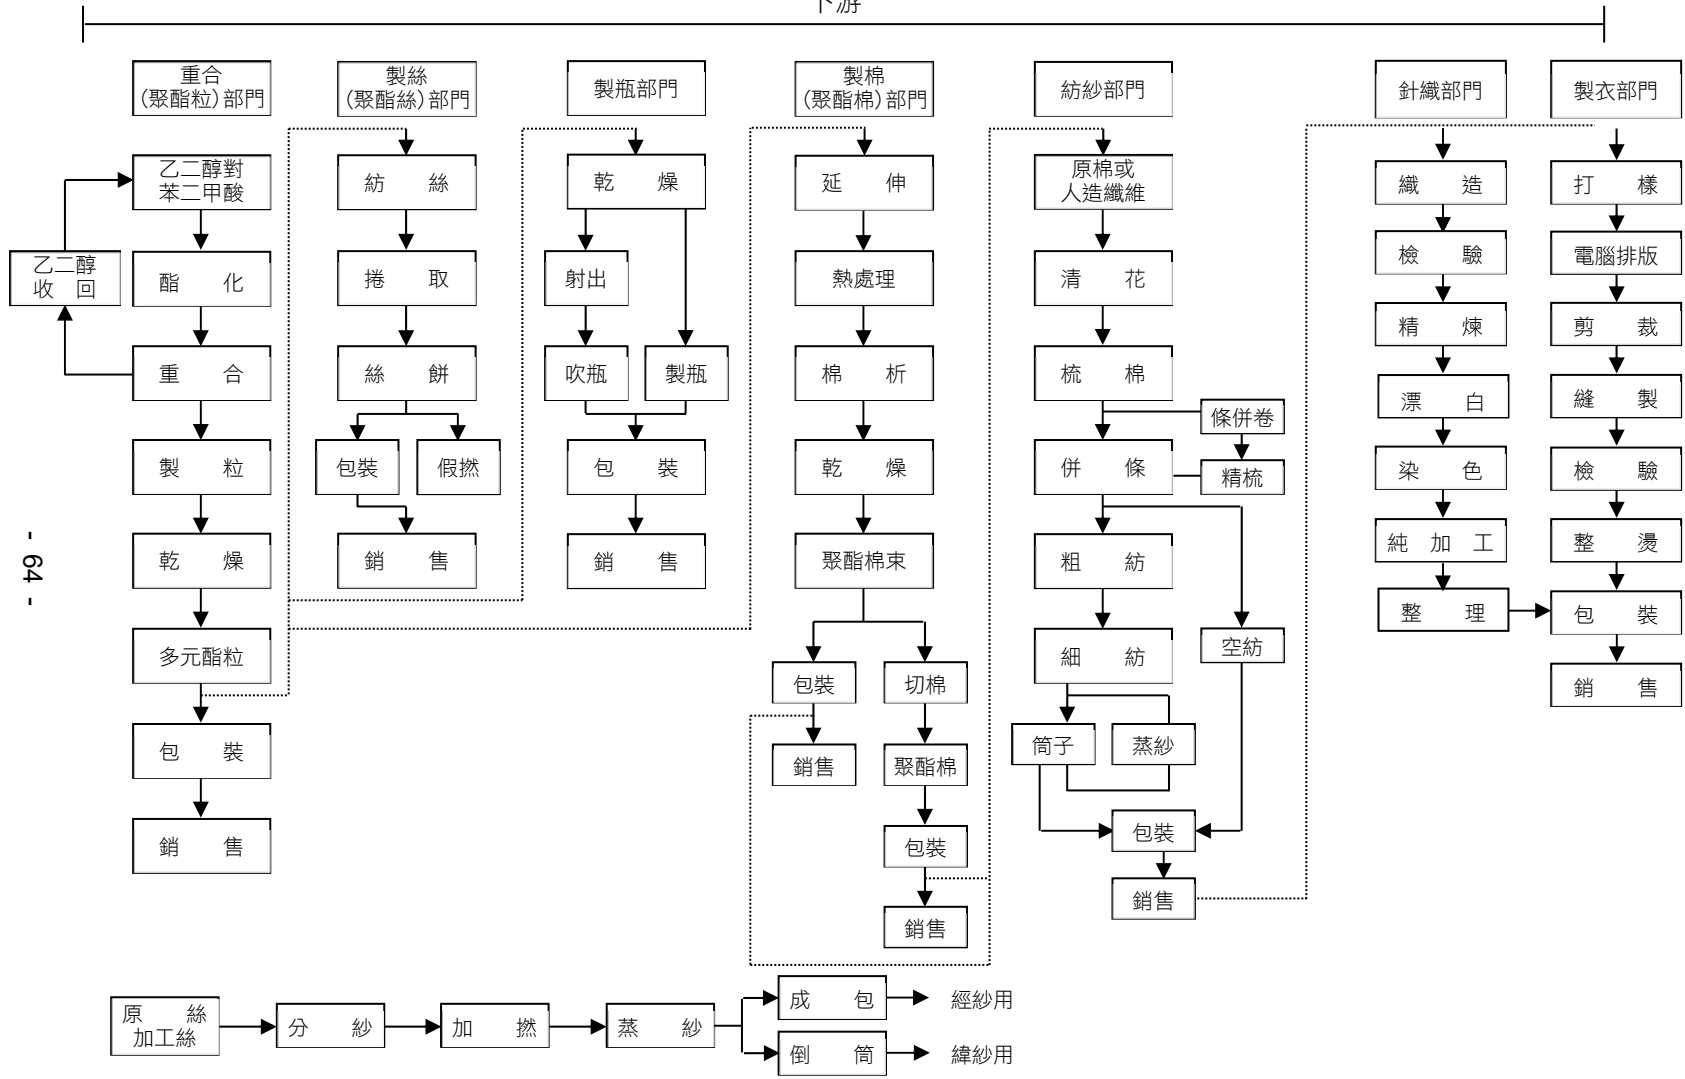 下游
重合
(聚酯粒)部門
製絲
(聚酯絲)部門
製瓶部門
製棉
(聚酯棉)部門
紡紗部門
針織部門
製衣部門
乙二醇對
苯二甲酸
乙二醇
收 回
酯 化
重 合
製 粒
乾 燥
多元酯粒
包 裝
銷 售
紡 絲
捲 取
絲 餅
包裝
假撚
銷 售
乾 燥
射出
吹瓶
製瓶
包 裝
銷 售
延 伸
熱處理
棉 析
乾 燥
聚酯棉束
包裝
切棉
銷售
聚酯棉
包裝
銷售
原棉或
人造纖維
清 花
梳 棉
條併卷
併 條
精梳
粗 紡
細 紡
空紡
筒子
蒸紗
包裝
銷售
織 造
檢 驗
精 煉
漂 白
染 色
純 加 工
整 理
打 樣
電腦排版
剪 裁
縫 製
檢 驗
整 燙
包 裝
銷 售
原 絲
加工絲
分 紗
加 撚
蒸 紗
成 包
經紗用
倒 筒
緯紗用
- 64 -